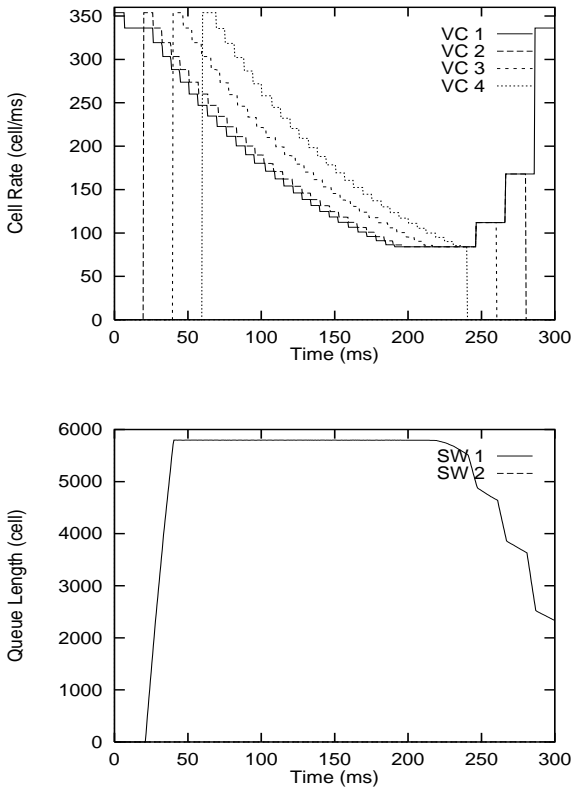 350
300
250
200
150
100
50
0
Cell Rate (cell/ms)
VC 1
VC 2
VC 3
VC 4
0 50 100 150 200 250 300
Time (ms)
6000
5000
4000
3000
2000
1000
0
Queue Length (cell)
SW 1
SW 2
0 50 100 150 200 250 300
Time (ms)